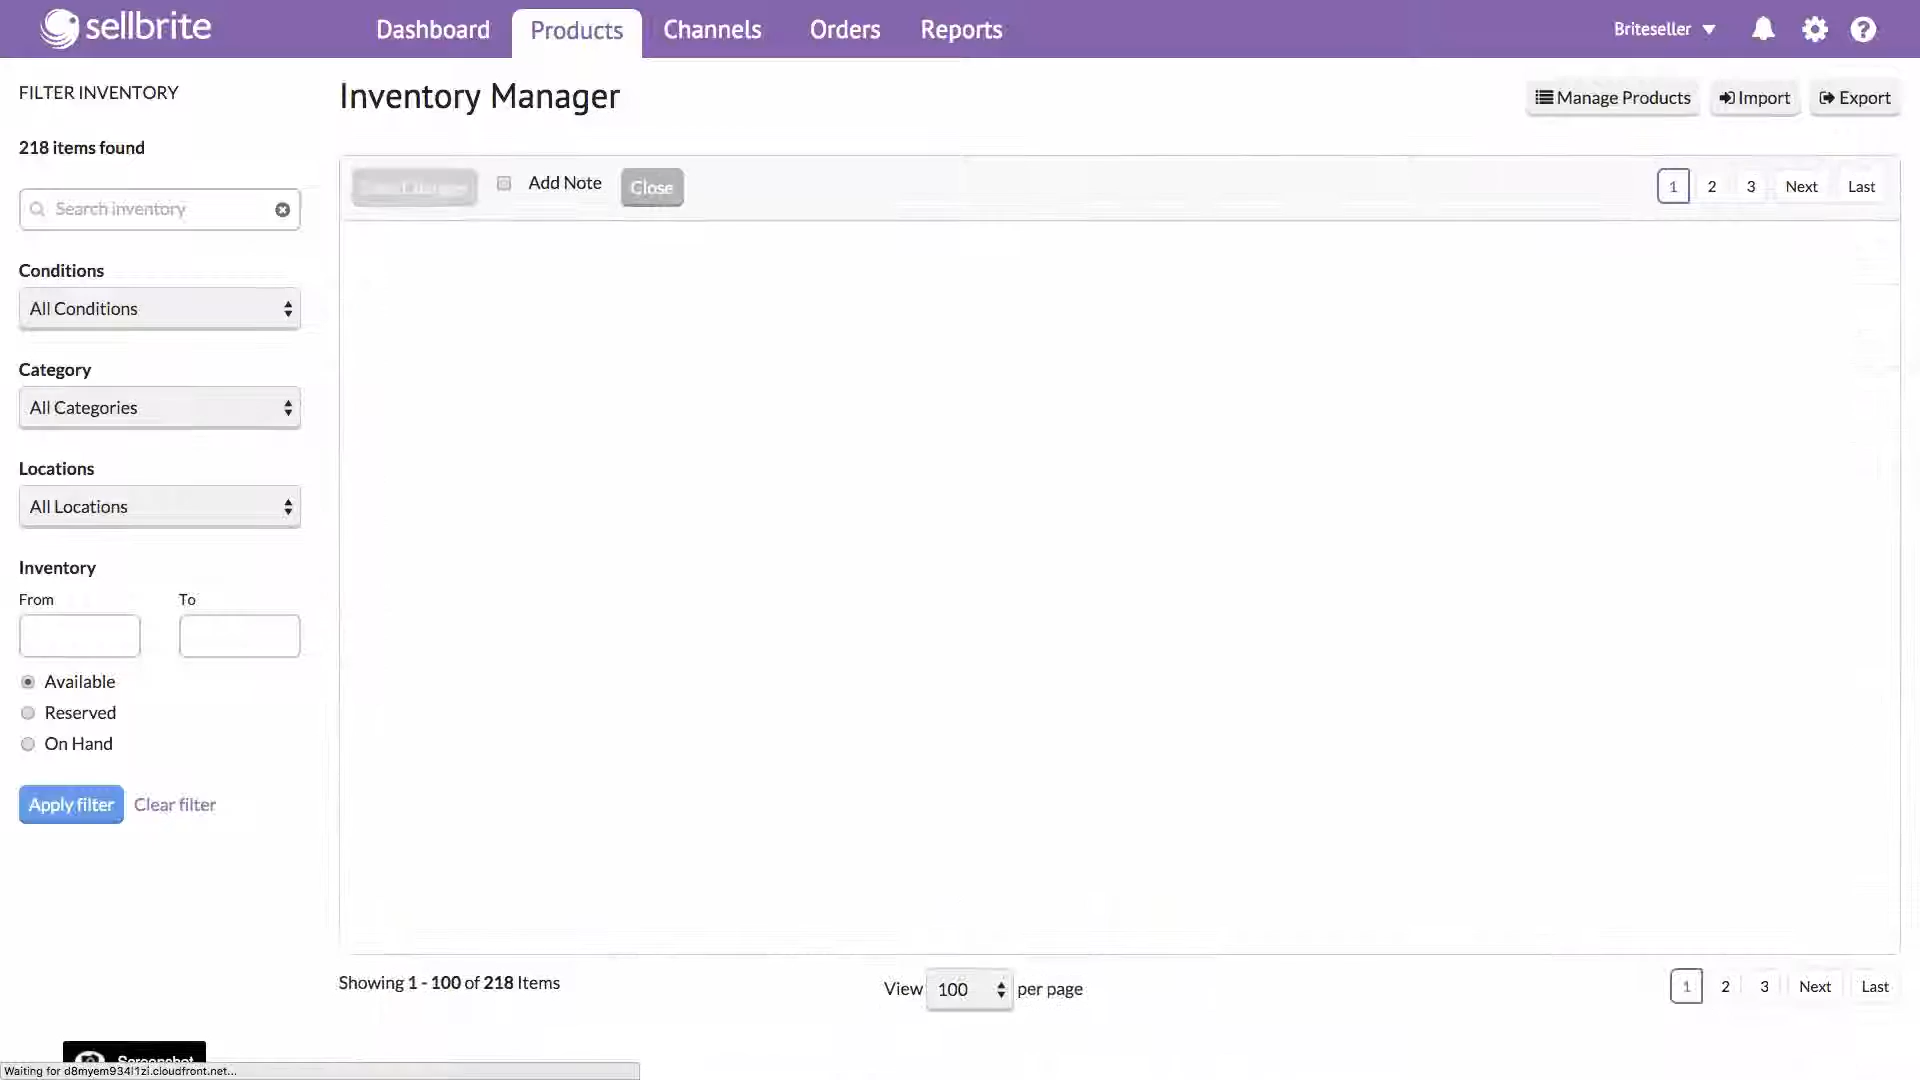 sellbrite
Dashboard
Products
Channels
Orders
Reports
Briteseller
FILTER INVENTORY
Inventory Manager
Manage Products
Import
Export
218 items found
Add Note
Close
1
2
3
Next
Last
Search inventory
Conditions
All Conditions
Category
All Categories
Locations
All Locations
Inventory
From
To
Available
Reserved
On Hand
Apply filter
Clear filter
Showing 1 - 100 of 218 Items
View 100 per page
1
2
3
Next
Last
Screenshot
Waiting for d8myem934l1zi.cloudfront.net...